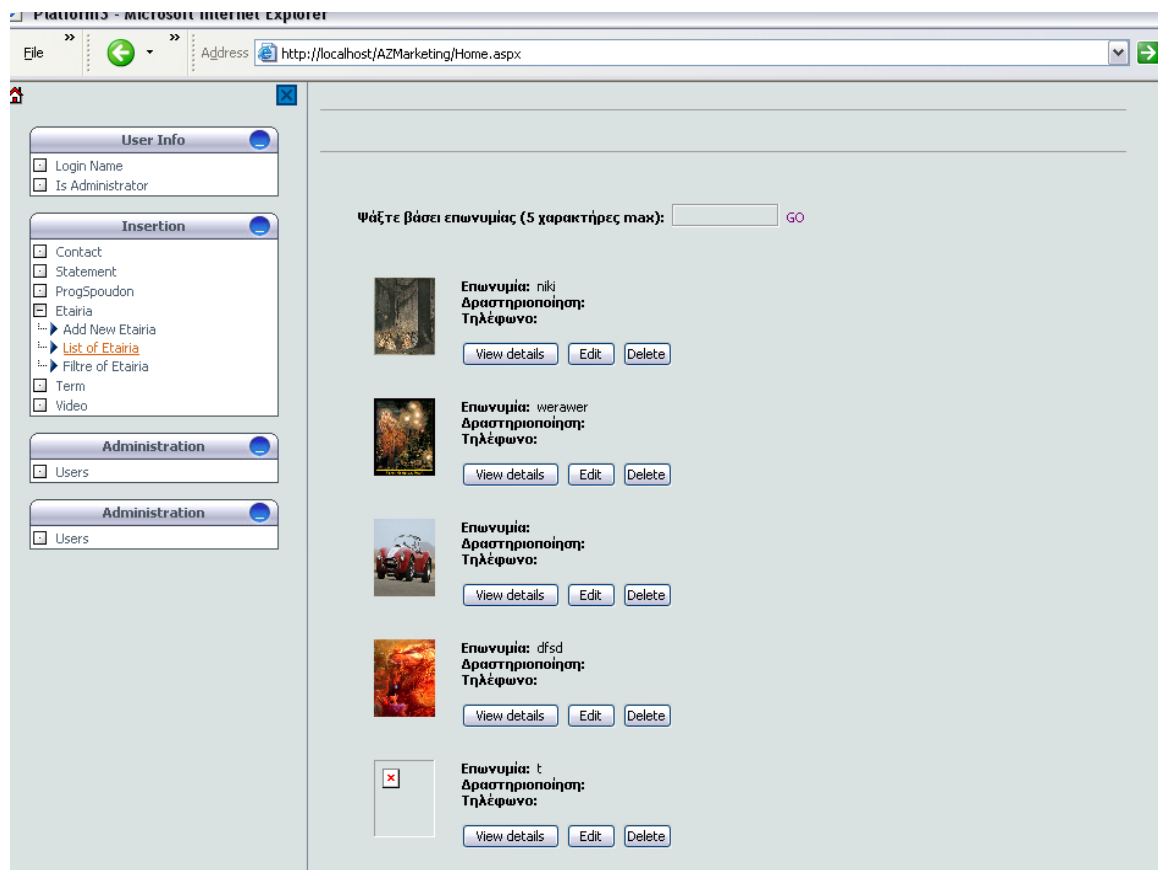 Platform3 - Microsoft Internet Explorer
File » » Address http://localhost/AZMarketing/Home.aspx
User Info
Login Name
Is Administrator
Insertion
Contact
Statement
ProgSpoudon
Etairia
Add New Etairia
List of Etairia
Filtre of Etairia
Term
Video
Administration
Users
Administration
Users
Ψάξτε βάσει επωνυμίας (5 χαρακτήρες max): GO
Επωνυμία: niki
Δραστηριοποίηση:
Τηλέφωνο:
View details Edit Delete
Επωνυμία: werawer
Δραστηριοποίηση:
Τηλέφωνο:
View details Edit Delete
Επωνυμία:
Δραστηριοποίηση:
Τηλέφωνο:
View details Edit Delete
Επωνυμία: dfsd
Δραστηριοποίηση:
Τηλέφωνο:
View details Edit Delete
Επωνυμία: t
Δραστηριοποίηση:
Τηλέφωνο:
View details Edit Delete